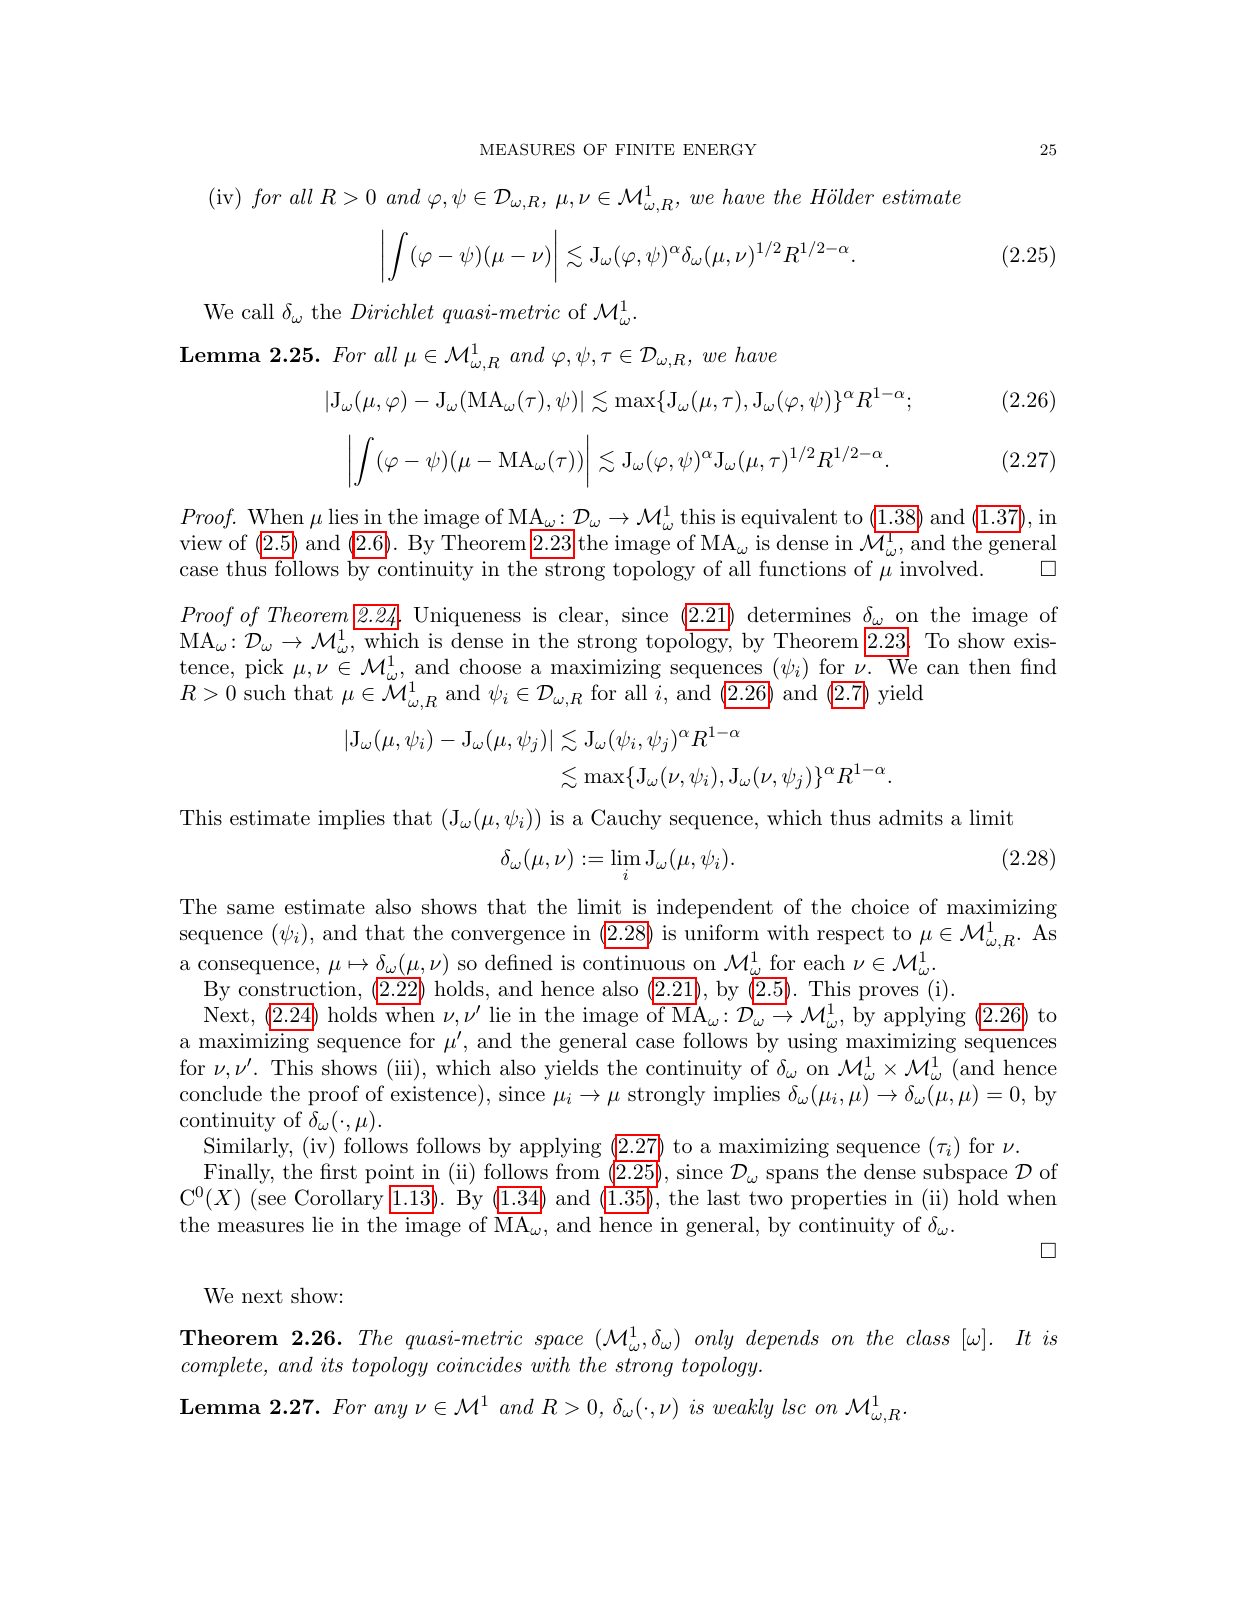 MEASURES OF FINITE ENERGY 25
(iv) for all R > 0 and φ, ψ ∈ 𝒟_{ω,R}, μ, ν ∈ ℳ¹_{ω,R}, we have the Hölder estimate
|∫(φ − ψ)(μ − ν)| ≲ J_ω(φ, ψ)^α δ_ω(μ, ν)^{1/2} R^{1/2−α}. (2.25)
We call δ_ω the Dirichlet quasi-metric of ℳ¹_ω.
Lemma 2.25. For all μ ∈ ℳ¹_{ω,R} and φ, ψ, τ ∈ 𝒟_{ω,R}, we have
|J_ω(μ, φ) − J_ω(MA_ω(τ), ψ)| ≲ max{J_ω(μ, τ), J_ω(φ, ψ)}^α R^{1−α}; (2.26)
|∫(φ − ψ)(μ − MA_ω(τ))| ≲ J_ω(φ, ψ)^α J_ω(μ, τ)^{1/2} R^{1/2−α}. (2.27)
Proof. When μ lies in the image of MA_ω : 𝒟_ω → ℳ¹_ω this is equivalent to (1.38) and (1.37), in
view of (2.5) and (2.6). By Theorem 2.23 the image of MA_ω is dense in ℳ¹_ω, and the general
case thus follows by continuity in the strong topology of all functions of μ involved. □
Proof of Theorem 2.24. Uniqueness is clear, since (2.21) determines δ_ω on the image of
MA_ω : 𝒟_ω → ℳ¹_ω, which is dense in the strong topology, by Theorem 2.23. To show exis-
tence, pick μ, ν ∈ ℳ¹_ω, and choose a maximizing sequences (ψ_i) for ν. We can then find
R > 0 such that μ ∈ ℳ¹_{ω,R} and ψ_i ∈ 𝒟_{ω,R} for all i, and (2.26) and (2.7) yield
|J_ω(μ, ψ_i) − J_ω(μ, ψ_j)| ≲ J_ω(ψ_i, ψ_j)^α R^{1−α}
≲ max{J_ω(ν, ψ_i), J_ω(ν, ψ_j)}^α R^{1−α}.
This estimate implies that (J_ω(μ, ψ_i)) is a Cauchy sequence, which thus admits a limit
δ_ω(μ, ν) := lim_i J_ω(μ, ψ_i). (2.28)
The same estimate also shows that the limit is independent of the choice of maximizing
sequence (ψ_i), and that the convergence in (2.28) is uniform with respect to μ ∈ ℳ¹_{ω,R}. As
a consequence, μ ↦ δ_ω(μ, ν) so defined is continuous on ℳ¹_ω for each ν ∈ ℳ¹_ω.
By construction, (2.22) holds, and hence also (2.21), by (2.5). This proves (i).
Next, (2.24) holds when ν, ν′ lie in the image of MA_ω : 𝒟_ω → ℳ¹_ω, by applying (2.26) to
a maximizing sequence for μ′, and the general case follows by using maximizing sequences
for ν, ν′. This shows (iii), which also yields the continuity of δ_ω on ℳ¹_ω × ℳ¹_ω (and hence
conclude the proof of existence), since μ_i → μ strongly implies δ_ω(μ_i, μ) → δ_ω(μ, μ) = 0, by
continuity of δ_ω(·, μ).
Similarly, (iv) follows follows by applying (2.27) to a maximizing sequence (τ_i) for ν.
Finally, the first point in (ii) follows from (2.25), since 𝒟_ω spans the dense subspace 𝒟 of
C⁰(X) (see Corollary 1.13). By (1.34) and (1.35), the last two properties in (ii) hold when
the measures lie in the image of MA_ω, and hence in general, by continuity of δ_ω.
□
We next show:
Theorem 2.26. The quasi-metric space (ℳ¹_ω, δ_ω) only depends on the class [ω]. It is
complete, and its topology coincides with the strong topology.
Lemma 2.27. For any ν ∈ ℳ¹ and R > 0, δ_ω(·, ν) is weakly lsc on ℳ¹_{ω,R}.